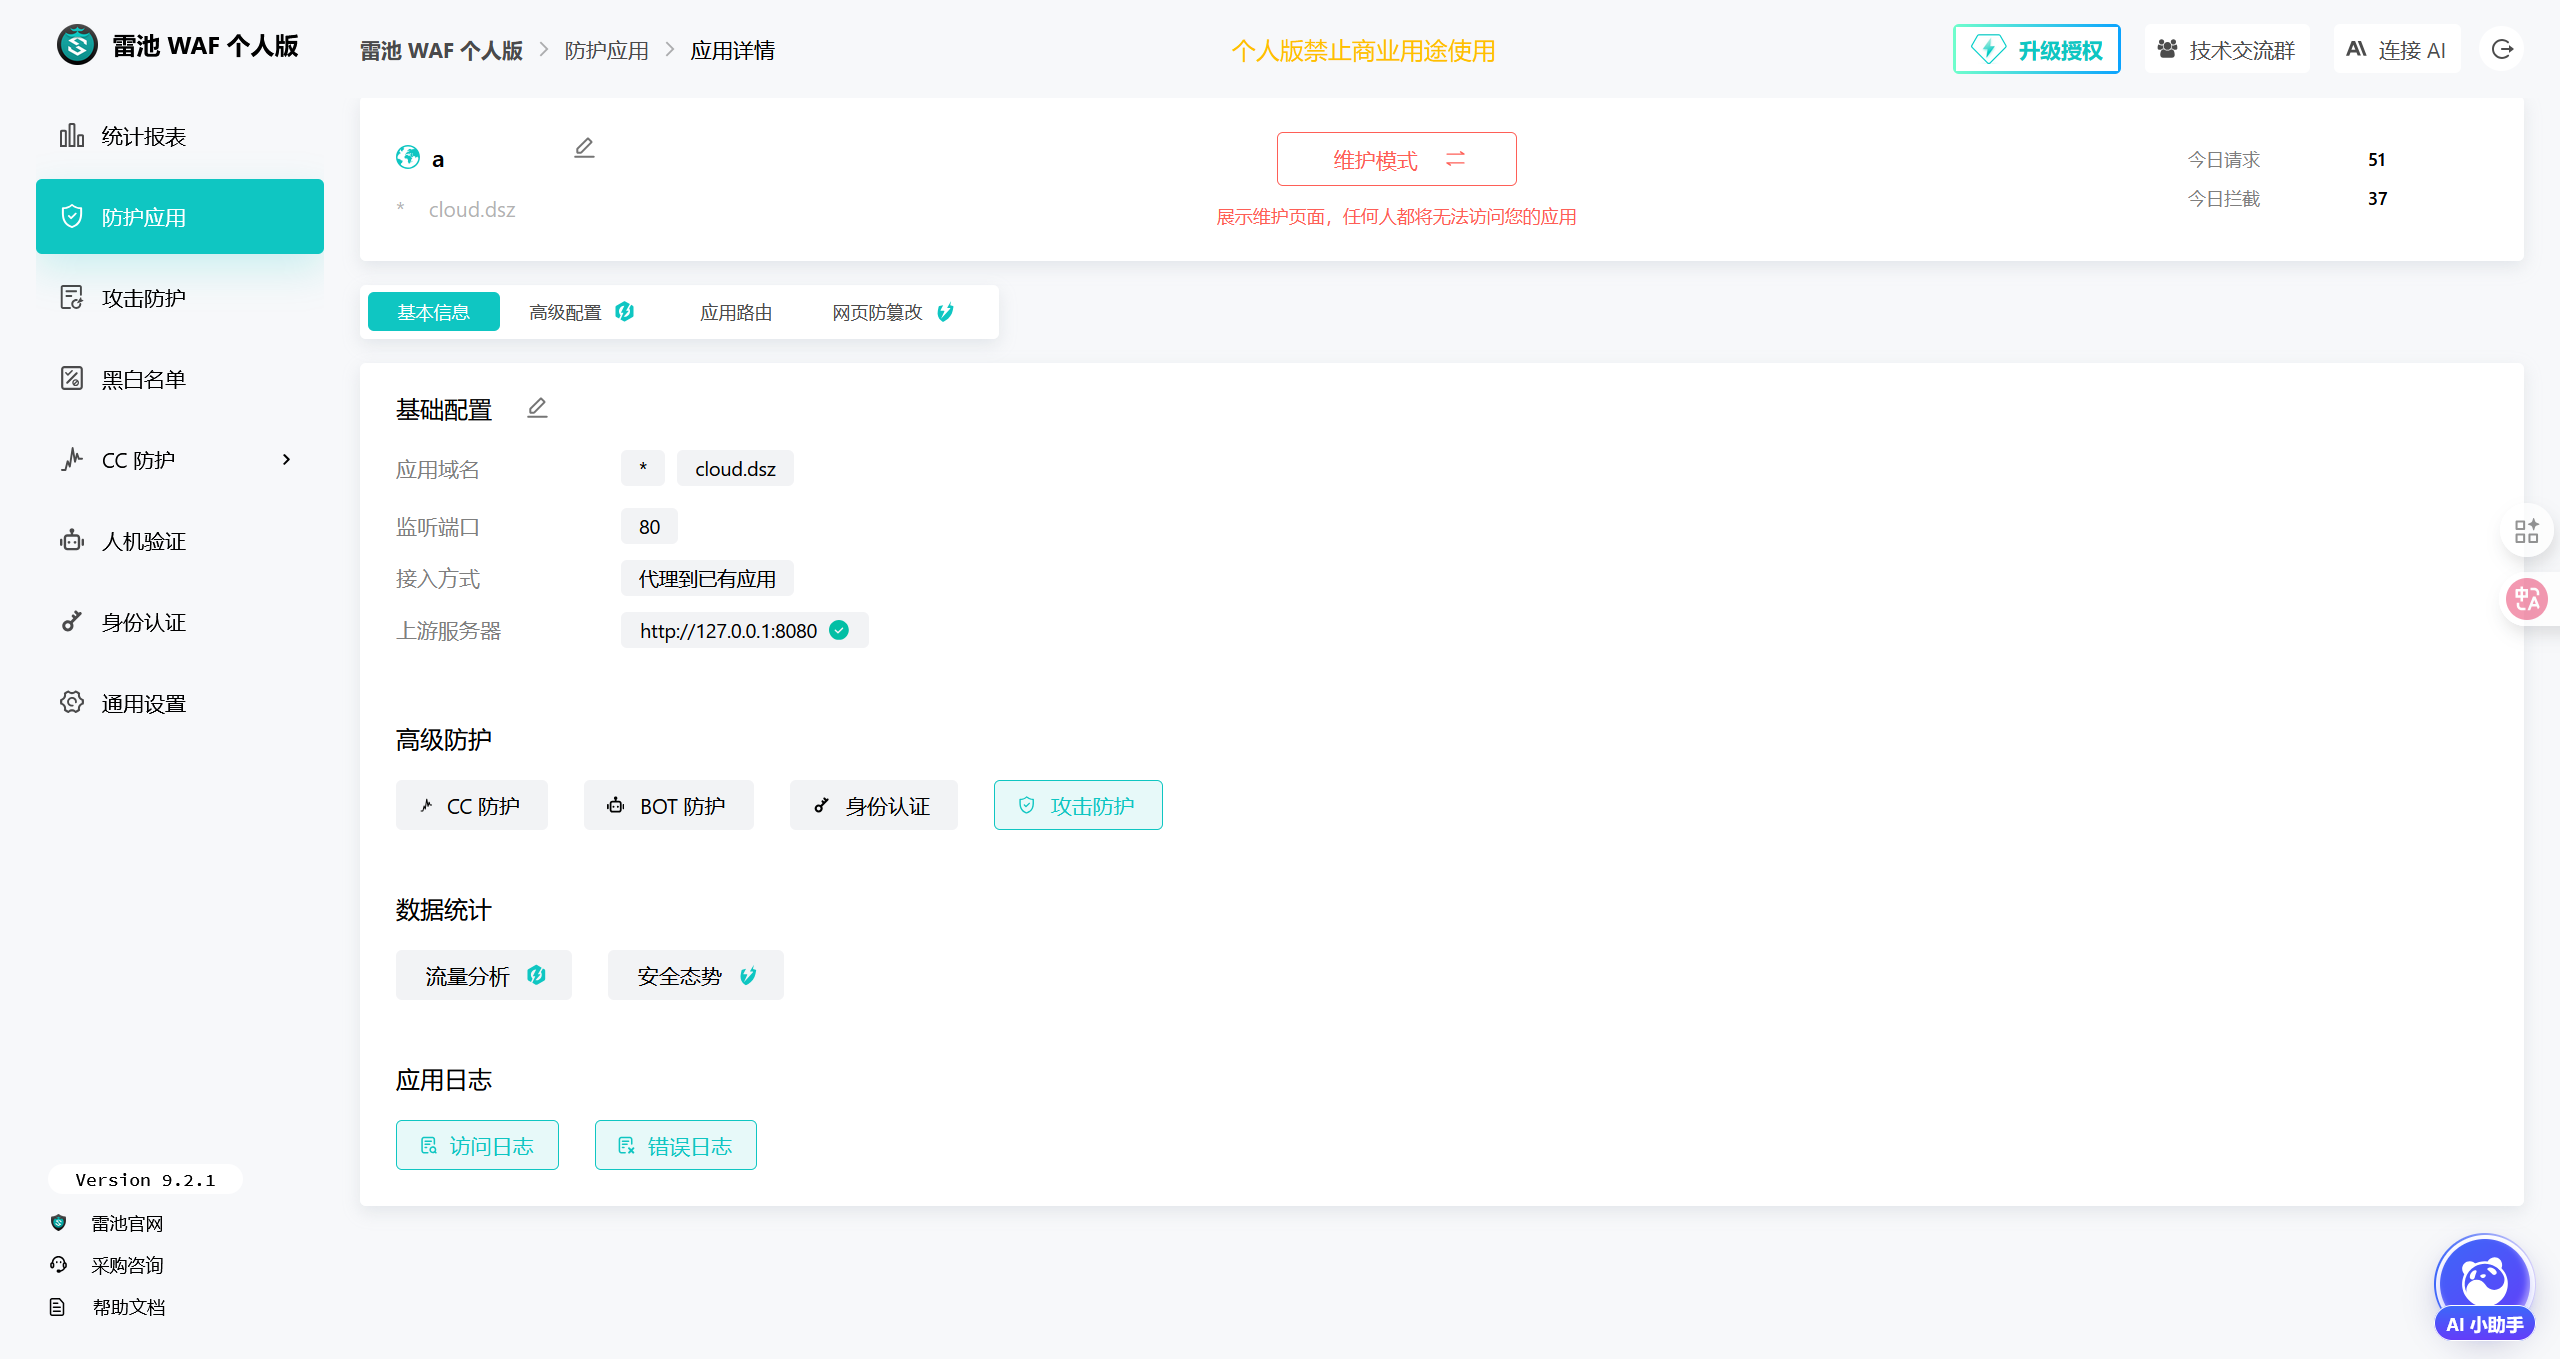 雷池 WAF 个人版
雷池 WAF 个人版 > 防护应用 > 应用详情
个人版禁止商业用途使用
升级授权
技术交流群
连接 AI
统计报表
防护应用
攻击防护
黑白名单
CC 防护
人机验证
身份认证
通用设置
Version 9.2.1
雷池官网
采购咨询
帮助文档
a
* cloud.dsz
维护模式
展示维护页面，任何人都将无法访问您的应用
今日请求 51
今日拦截 37
基本信息 高级配置 应用路由 网页防篡改
基础配置
应用域名 * cloud.dsz
监听端口 80
接入方式 代理到已有应用
上游服务器 http://127.0.0.1:8080
高级防护
CC 防护 BOT 防护 身份认证 攻击防护
数据统计
流量分析 安全态势
应用日志
访问日志 错误日志
中A
AI 小助手